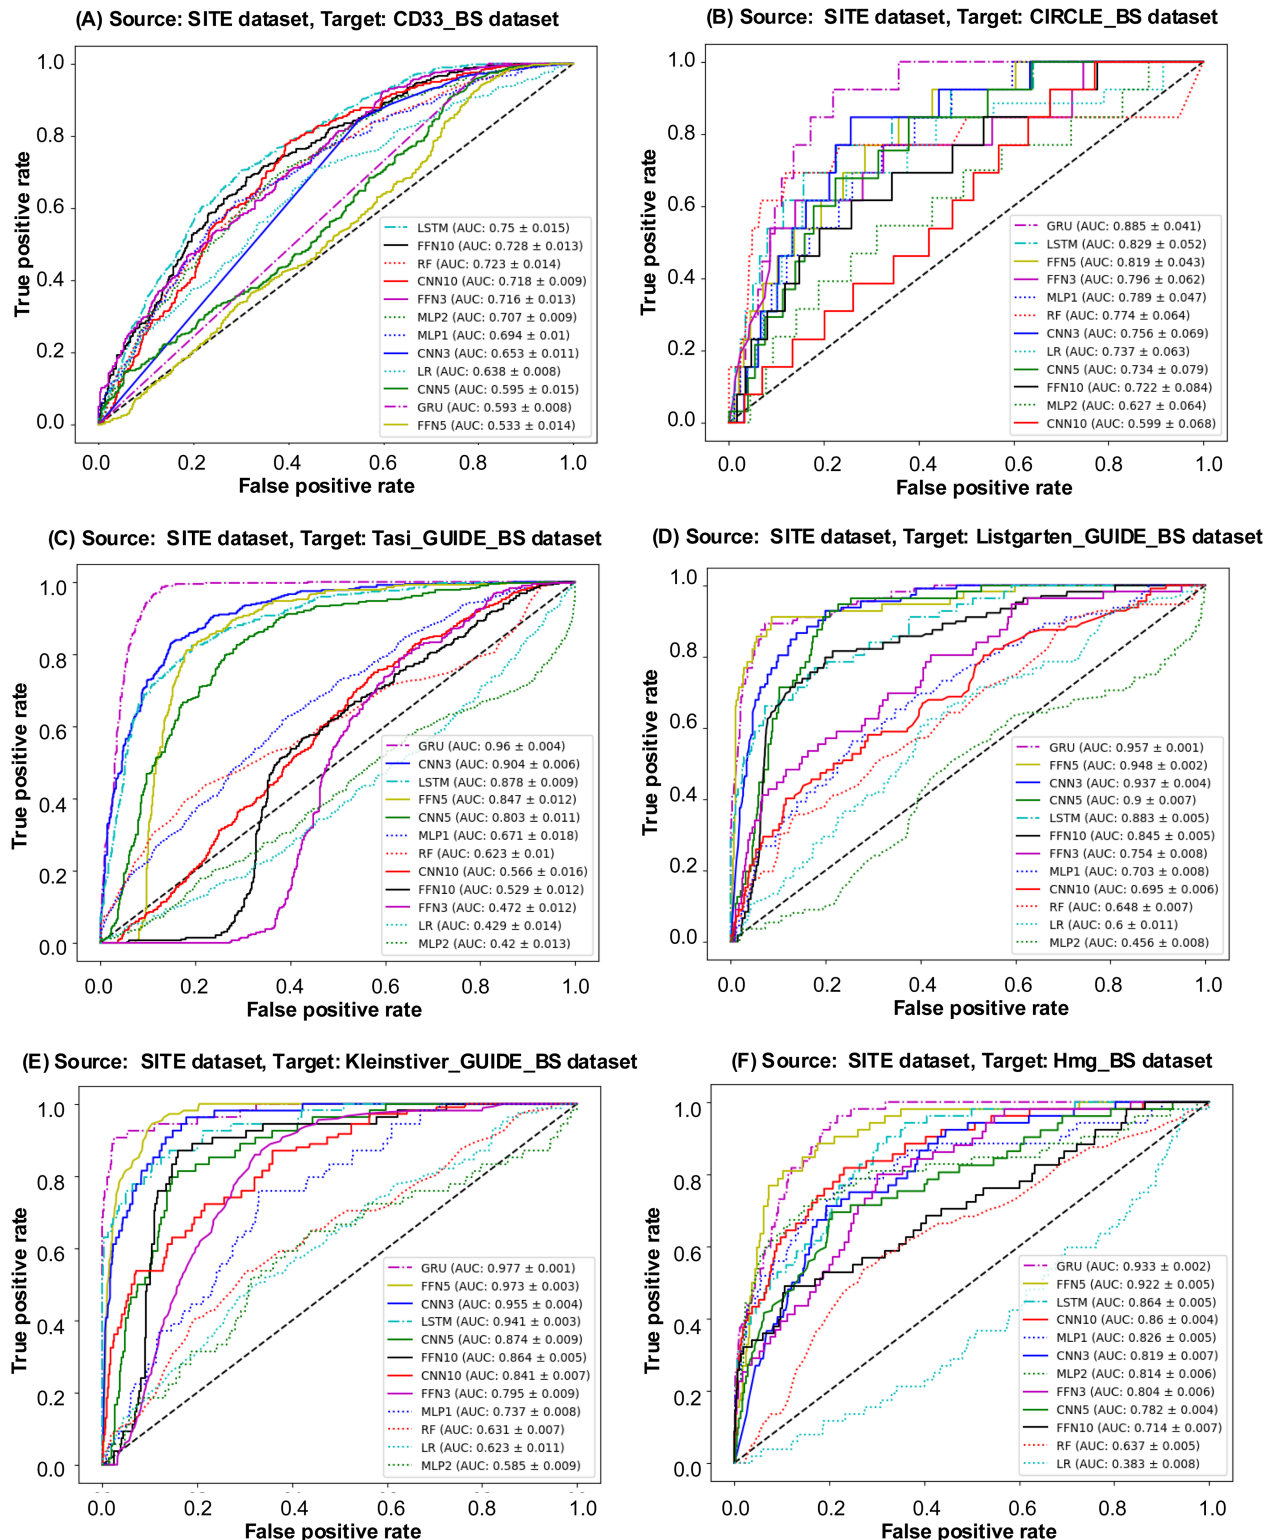 (A) Source: SITE dataset, Target: CD33_BS dataset
1.0
0.8
0.6
0.4
0.2
0.0
True positive rate
LSTM (AUC: 0.75 ± 0.015)
FFN10 (AUC: 0.728 ± 0.013)
RF (AUC: 0.723 ± 0.014)
CNN10 (AUC: 0.718 ± 0.009)
FFN3 (AUC: 0.716 ± 0.013)
MLP2 (AUC: 0.707 ± 0.009)
MLP1 (AUC: 0.694 ± 0.01)
CNN3 (AUC: 0.653 ± 0.011)
LR (AUC: 0.638 ± 0.008)
CNN5 (AUC: 0.595 ± 0.015)
GRU (AUC: 0.593 ± 0.008)
FFN5 (AUC: 0.533 ± 0.014)
0.0 0.2 0.4 0.6 0.8 1.0
False positive rate
(B) Source: SITE dataset, Target: CIRCLE_BS dataset
1.0
0.8
0.6
0.4
0.2
0.0
True positive rate
GRU (AUC: 0.885 ± 0.041)
LSTM (AUC: 0.829 ± 0.052)
FFN5 (AUC: 0.819 ± 0.043)
FFN3 (AUC: 0.796 ± 0.062)
MLP1 (AUC: 0.789 ± 0.047)
RF (AUC: 0.774 ± 0.064)
CNN3 (AUC: 0.756 ± 0.069)
LR (AUC: 0.737 ± 0.063)
CNN5 (AUC: 0.734 ± 0.079)
FFN10 (AUC: 0.722 ± 0.084)
MLP2 (AUC: 0.627 ± 0.064)
CNN10 (AUC: 0.599 ± 0.068)
0.0 0.2 0.4 0.6 0.8 1.0
False positive rate
(C) Source: SITE dataset, Target: Tasi_GUIDE_BS dataset
1.0
0.8
0.6
0.4
0.2
0.0
True positive rate
GRU (AUC: 0.96 ± 0.004)
CNN3 (AUC: 0.904 ± 0.006)
LSTM (AUC: 0.878 ± 0.009)
FFN5 (AUC: 0.847 ± 0.012)
CNN5 (AUC: 0.803 ± 0.011)
MLP1 (AUC: 0.671 ± 0.018)
RF (AUC: 0.623 ± 0.01)
CNN10 (AUC: 0.566 ± 0.016)
FFN10 (AUC: 0.529 ± 0.012)
FFN3 (AUC: 0.472 ± 0.012)
LR (AUC: 0.429 ± 0.014)
MLP2 (AUC: 0.42 ± 0.013)
0.0 0.2 0.4 0.6 0.8 1.0
False positive rate
(D) Source: SITE dataset, Target: Listgarten_GUIDE_BS dataset
1.0
0.8
0.6
0.4
0.2
0.0
True positive rate
GRU (AUC: 0.957 ± 0.001)
FFN5 (AUC: 0.948 ± 0.002)
CNN3 (AUC: 0.937 ± 0.004)
CNN5 (AUC: 0.9 ± 0.007)
LSTM (AUC: 0.883 ± 0.005)
FFN10 (AUC: 0.845 ± 0.005)
FFN3 (AUC: 0.754 ± 0.008)
MLP1 (AUC: 0.703 ± 0.008)
CNN10 (AUC: 0.695 ± 0.006)
RF (AUC: 0.648 ± 0.007)
LR (AUC: 0.6 ± 0.011)
MLP2 (AUC: 0.456 ± 0.008)
0.0 0.2 0.4 0.6 0.8 1.0
False positive rate
(E) Source: SITE dataset, Target: Kleinstiver_GUIDE_BS dataset
1.0
0.8
0.6
0.4
0.2
0.0
True positive rate
GRU (AUC: 0.977 ± 0.001)
FFN5 (AUC: 0.973 ± 0.003)
CNN3 (AUC: 0.955 ± 0.004)
LSTM (AUC: 0.941 ± 0.003)
CNN5 (AUC: 0.874 ± 0.009)
FFN10 (AUC: 0.864 ± 0.005)
CNN10 (AUC: 0.841 ± 0.007)
FFN3 (AUC: 0.795 ± 0.009)
MLP1 (AUC: 0.737 ± 0.008)
RF (AUC: 0.631 ± 0.007)
LR (AUC: 0.623 ± 0.011)
MLP2 (AUC: 0.585 ± 0.009)
0.0 0.2 0.4 0.6 0.8 1.0
False positive rate
(F) Source: SITE dataset, Target: Hmg_BS dataset
1.0
0.8
0.6
0.4
0.2
0.0
True positive rate
GRU (AUC: 0.933 ± 0.002)
FFN5 (AUC: 0.922 ± 0.005)
LSTM (AUC: 0.864 ± 0.005)
CNN10 (AUC: 0.86 ± 0.004)
MLP1 (AUC: 0.826 ± 0.005)
CNN3 (AUC: 0.819 ± 0.007)
MLP2 (AUC: 0.814 ± 0.006)
FFN3 (AUC: 0.804 ± 0.006)
CNN5 (AUC: 0.782 ± 0.004)
FFN10 (AUC: 0.714 ± 0.007)
RF (AUC: 0.637 ± 0.005)
LR (AUC: 0.383 ± 0.008)
0.0 0.2 0.4 0.6 0.8 1.0
False positive rate